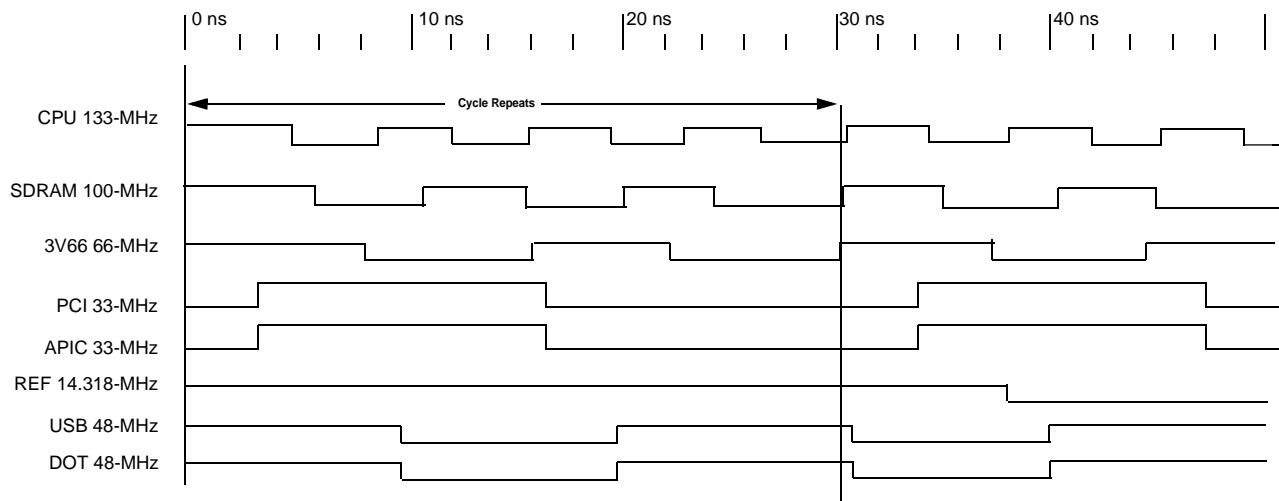 0 ns 10 ns 20 ns 30 ns 40 ns
Cycle Repeats
CPU 133-MHz
SDRAM 100-MHz
3V66 66-MHz
PCI 33-MHz
APIC 33-MHz
REF 14.318-MHz
USB 48-MHz
DOT 48-MHz